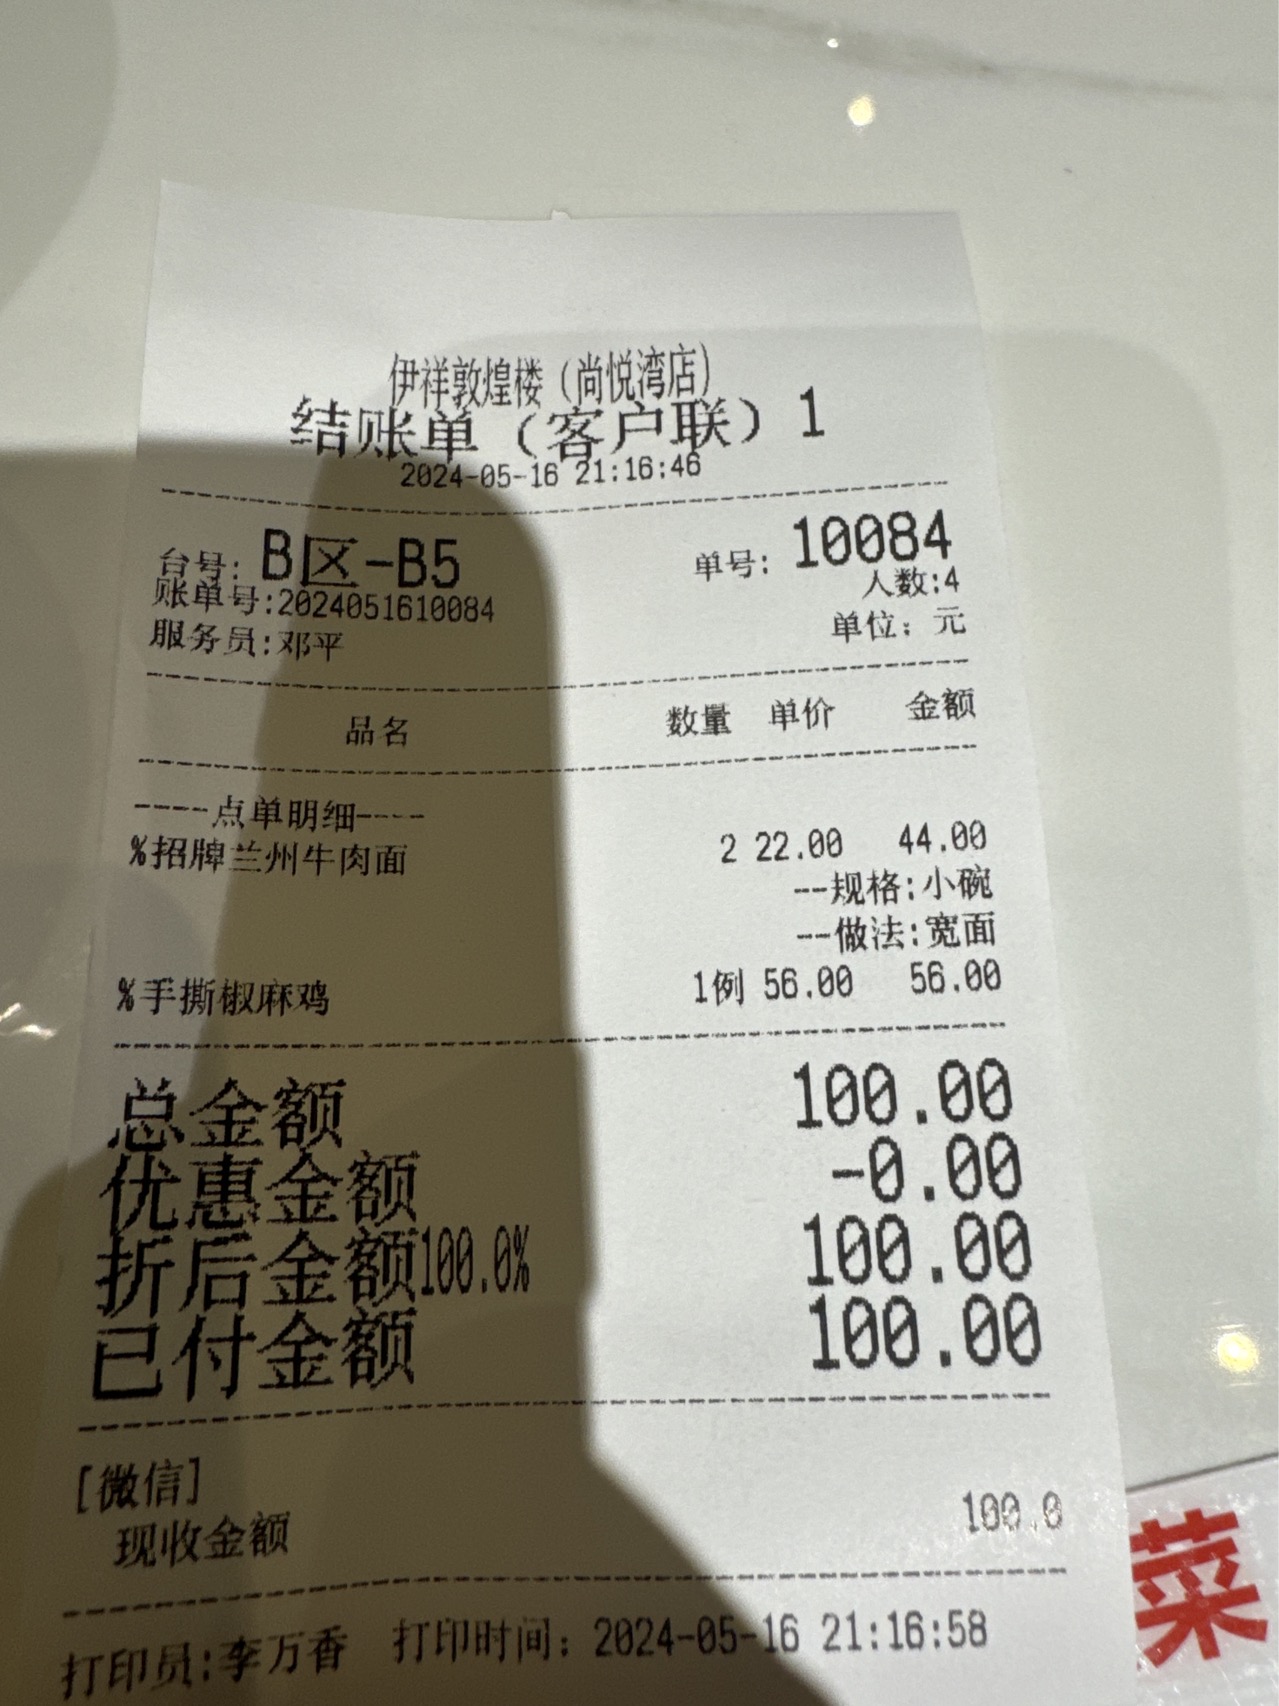 伊祥敦煌楼（尚悦湾店）
结账单（客户联）1
2024-05-16 21:16:46
台号: B区-B5 单号: 10084
账单号:2024051610084 人数:4
服务员:邓平 单位: 元
品名 数量 单价 金额
----点单明细----
%招牌兰州牛肉面 2 22.00 44.00
--规格:小碗
--做法:宽面
%手撕椒麻鸡 1例 56.00 56.00
总金额 100.00
优惠金额 -0.00
折后金额100.0% 100.00
已付金额 100.00
[微信]
现收金额 100.0
打印员:李万香 打印时间: 2024-05-16 21:16:58
菜